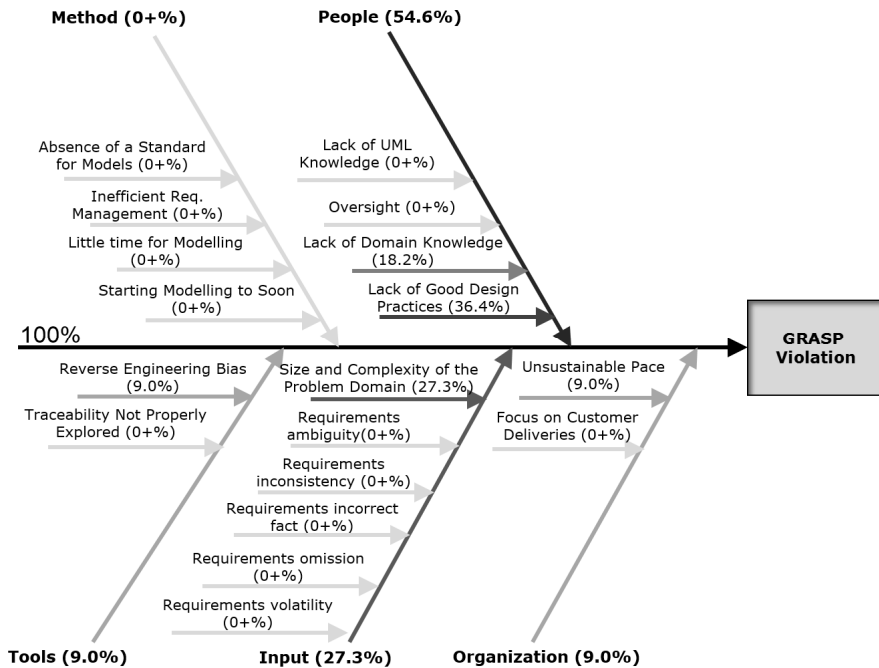 Method (0+%)
People (54.6%)
Absence of a Standard
for Models (0+%)
Inefficient Req.
Management (0+%)
Little time for Modelling
(0+%)
Starting Modelling to Soon
(0+%)
Lack of UML
Knowledge (0+%)
Oversight (0+%)
Lack of Domain Knowledge
(18.2%)
Lack of Good Design
Practices (36.4%)
100%
GRASP
Violation
Reverse Engineering Bias
(9.0%)
Traceability Not Properly
Explored (0+%)
Size and Complexity of the
Problem Domain (27.3%)
Requirements
ambiguity(0+%)
Requirements
inconsistency (0+%)
Requirements incorrect
fact (0+%)
Requirements omission
(0+%)
Requirements volatility
(0+%)
Unsustainable Pace
(9.0%)
Focus on Customer
Deliveries (0+%)
Tools (9.0%)
Input (27.3%)
Organization (9.0%)